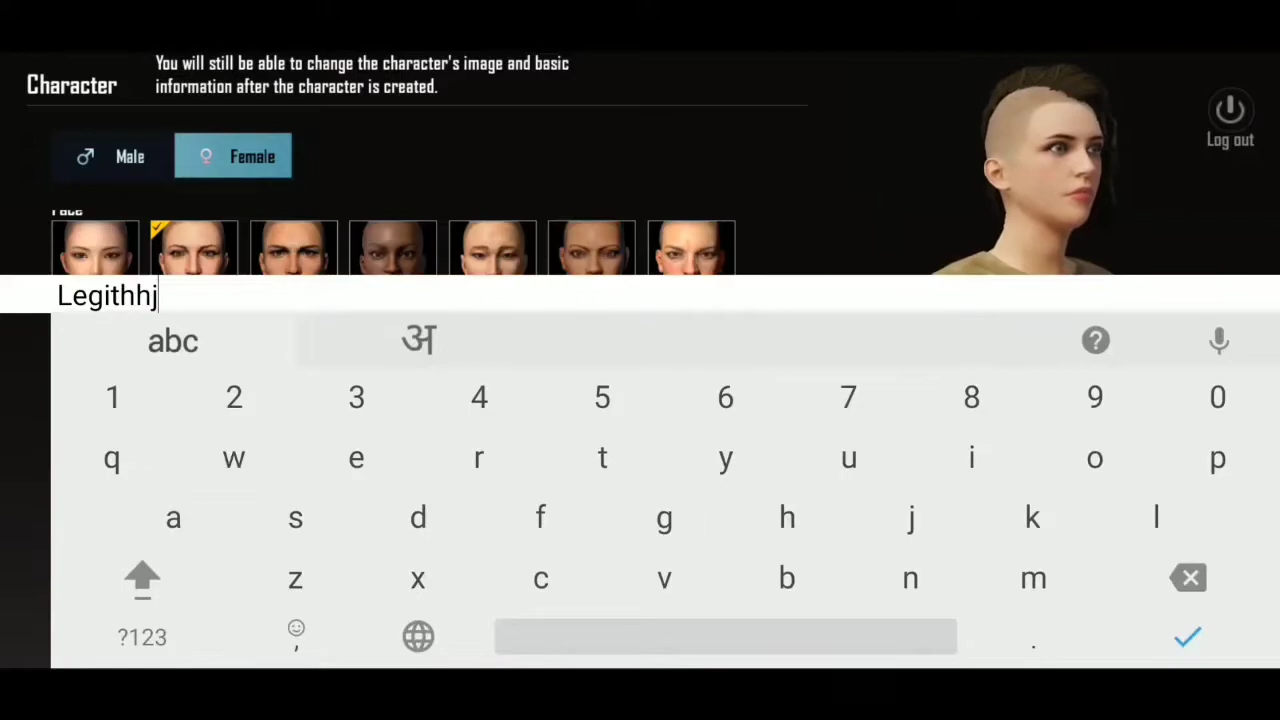 You will still be able to change the character's image and basic
Character
information after the character is created.
Log out
Male
Female
Face
Legithhj
abc
अ
1 2 3 4 5 6 7 8 9 0
q w e r t y u i o p
a s d f g h j k l
z x c v b n m
?123 , .